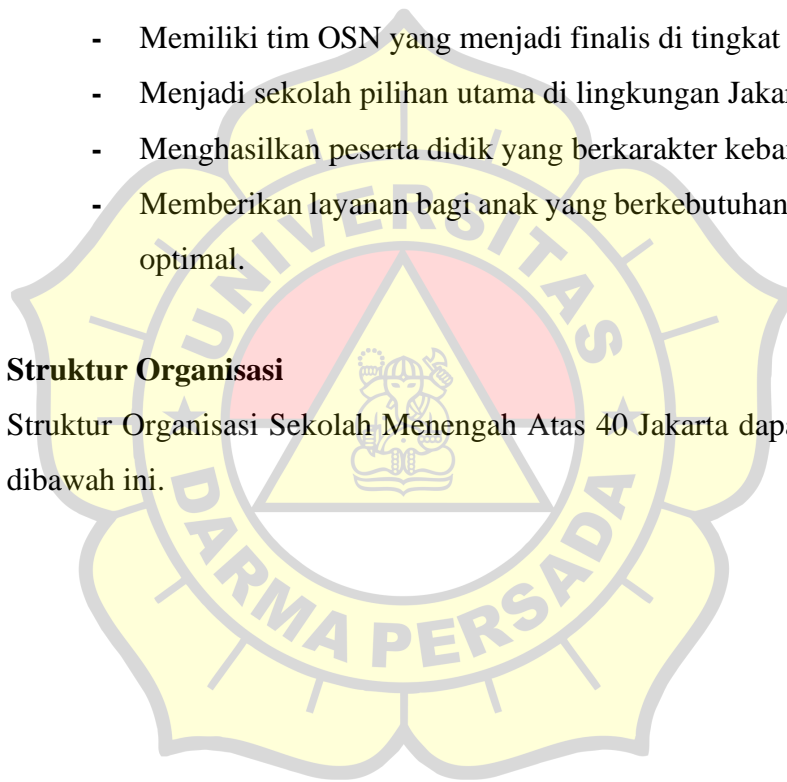 - Memiliki tim OSN yang menjadi finalis di tingkat
- Menjadi sekolah pilihan utama di lingkungan Jakar
- Menghasilkan peserta didik yang berkarakter keba
- Memberikan layanan bagi anak yang berkebutuhan
optimal.
Struktur Organisasi
Struktur Organisasi Sekolah Menengah Atas 40 Jakarta dapa
dibawah ini.
UNIVERSITAS
DARMA PERSADA